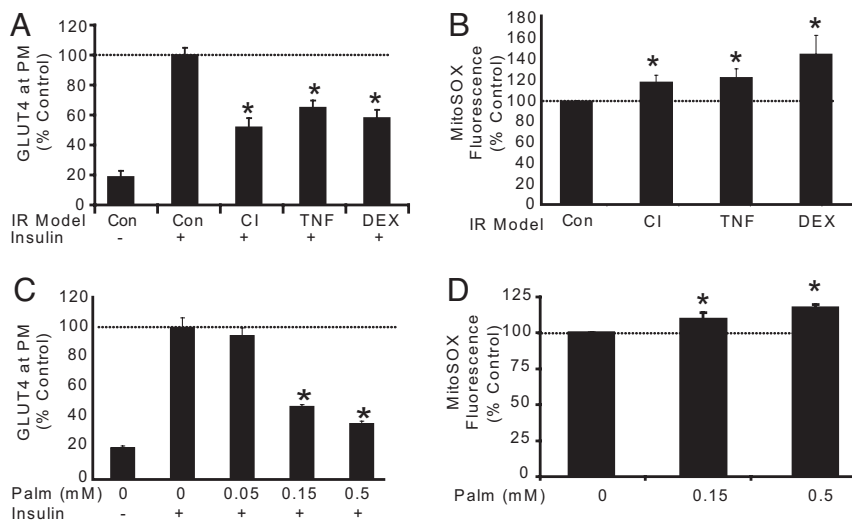 A
GLUT4 at PM
(% Control)
120
100
80
60
40
20
0
* * *
IR Model Con Con CI TNF DEX
Insulin - + + + +
B
MitoSOX
Fluorescence
(% Control)
180
160
140
120
100
80
60
40
20
0
* * *
IR Model Con CI TNF DEX
C
GLUT4 at PM
(% Control)
120
100
80
60
40
20
0
* *
Palm (mM) 0 0 0.05 0.15 0.5
Insulin - + + + +
D
MitoSOX
Fluorescence
(% Control)
125
100
75
50
25
0
* *
Palm (mM) 0 0.15 0.5